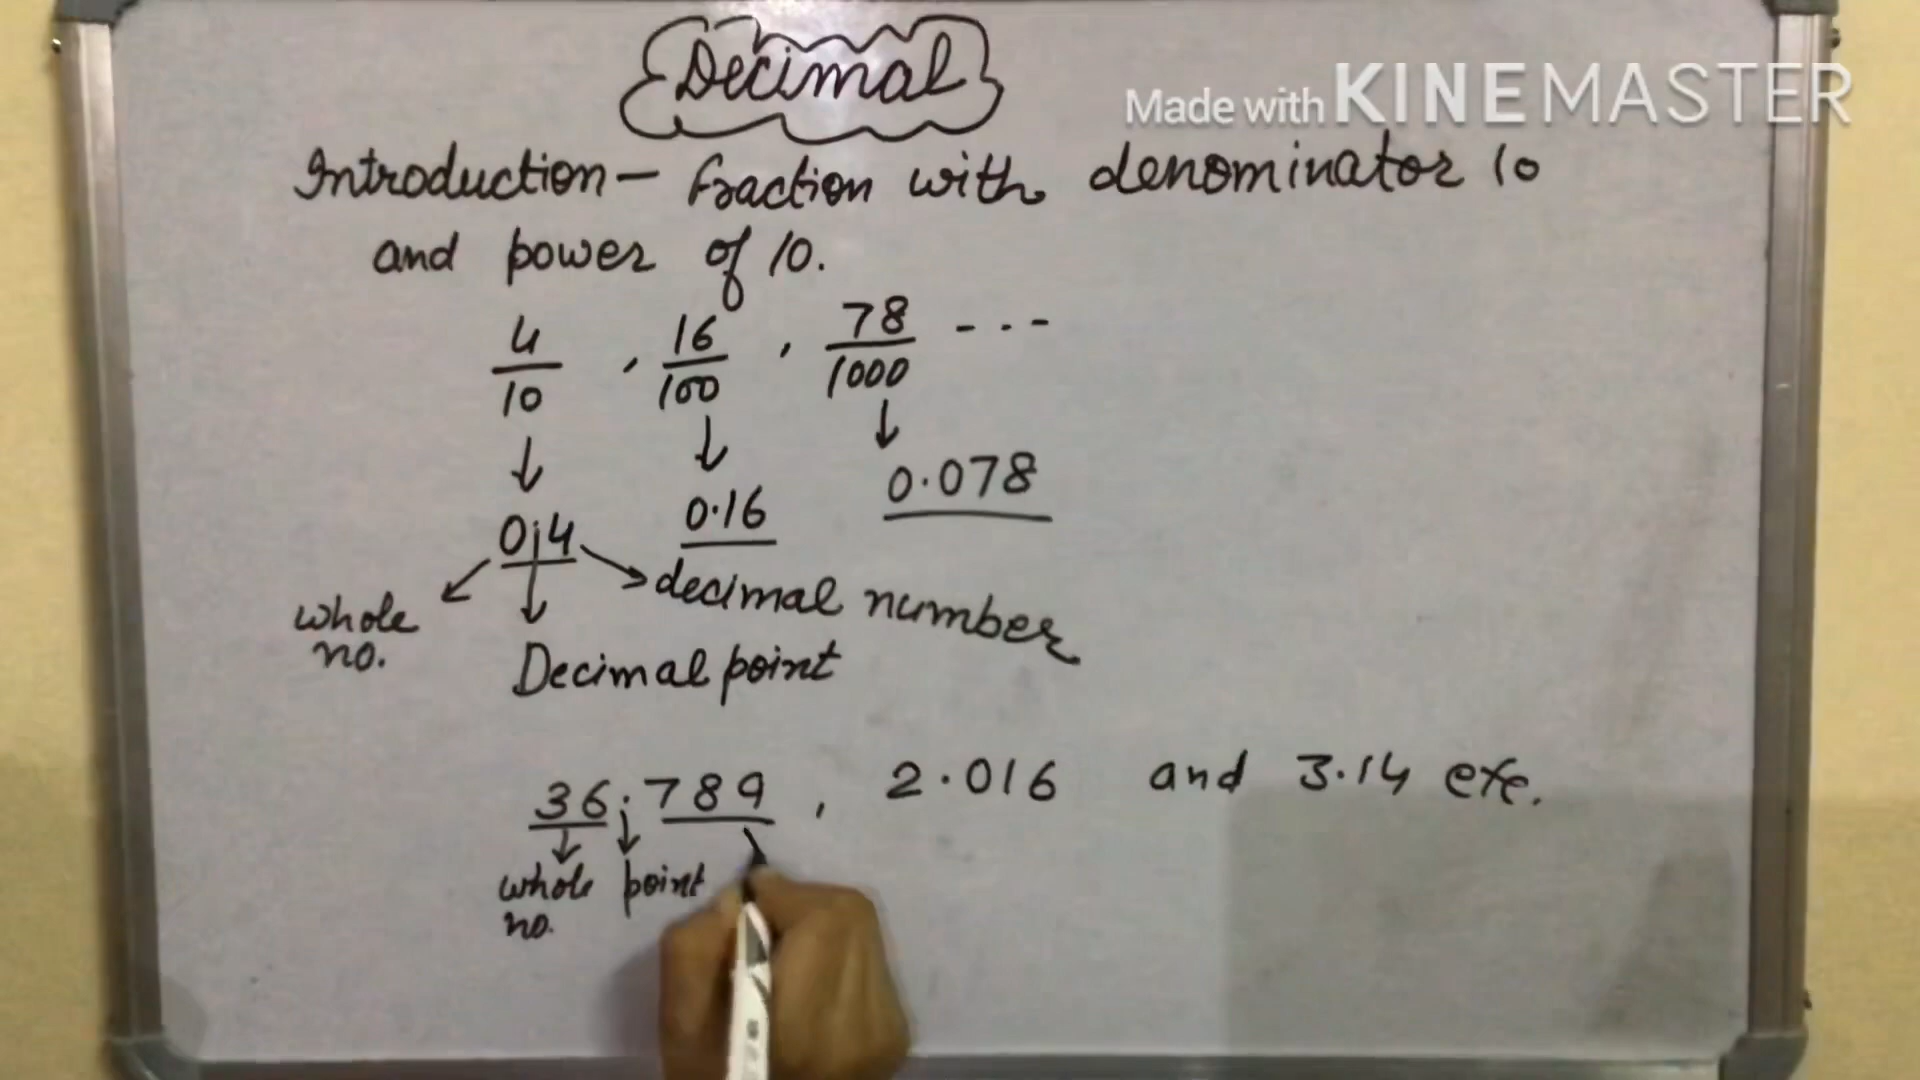 Decimal
Made with KINEMASTER
Introduction - fraction with denominator 10
and power of 10.
4/10 , 16/100 , 78/1000 - - - -
↓ ↓ ↓
0.4 0.16 0.078
whole no.
Decimal point
decimal number
36.789 , 2.016 and 3.14 etc.
whole no.
point